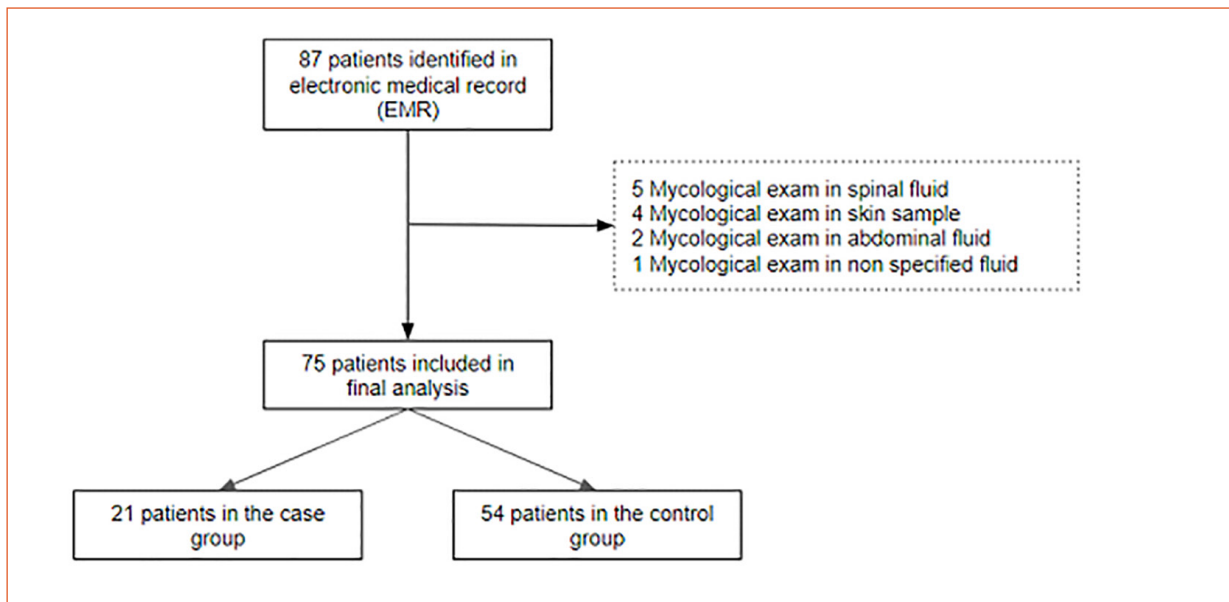 87 patients identified in
electronic medical record
(EMR)
5 Mycological exam in spinal fluid
4 Mycological exam in skin sample
2 Mycological exam in abdominal fluid
1 Mycological exam in non specified fluid
75 patients included in
final analysis
21 patients in the case
group
54 patients in the control
group